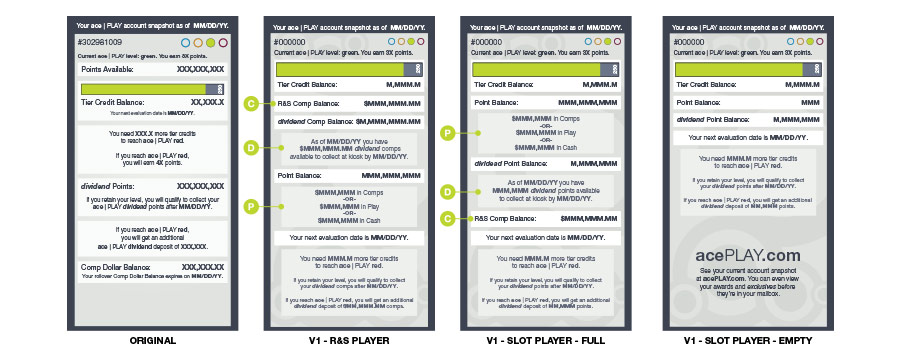 Your ace | PLAY account snapshot as of MM/DD/YY.
#302981009
Current ace | PLAY level: green. You earn 3X points.
Points Available: XXX,XXX,XXX
250
Tier Credit Balance: XX,XXX.X
Your next evaluation date is MM/DD/YY.
You need XXX.X more tier credits
to reach ace | PLAY red.
If you reach ace | PLAY red,
you will earn 4X points.
dividend Points: XXX,XXX,XXX
If you retain your level, you will qualify to collect your
ace | PLAY dividend points after MM/DD/YY.
If you reach ace | PLAY red,
you will get an additional
ace | PLAY dividend deposit of XXX,XXX.
Comp Dollar Balance: XXX,XXX.XX
Your rollover Comp Dollar Balance expires on MM/DD/YY.
ORIGINAL
Your ace | PLAY account snapshot as of MM/DD/YY.
#000000
Current ace | PLAY level: green. You earn 3X points.
250
Tier Credit Balance: M,MMM.M
C
R&S Comp Balance: $MMMM,MMM.MM
dividend Comp Balance: $M,MMM,MMM.MM
D
As of MM/DD/YY you have
$MMM,MMM.MM dividend comps
available to collect at kiosk by MM/DD/YY.
Point Balance: MMM,MMM,MMM
P
$MMM,MMM in Comps
-OR-
$MMM,MMM in Play
-OR-
$MMM,MMM in Cash
Your next evaluation date is MM/DD/YY.
You need MMM.M more tier credits
to reach ace | PLAY red.
If you retain your level, you will qualify to collect
your dividend comps after MM/DD/YY.
If you reach ace | PLAY red, you will get an additional
dividend deposit of $MM,MMM.MM comps.
V1 - R&S PLAYER
Your ace | PLAY account snapshot as of MM/DD/YY.
#000000
Current ace | PLAY level: green. You earn 3X points.
250
Tier Credit Balance: M,MMM.M
Point Balance: MMM,MMM,MMM
P
$MMM,MMM in Comps
-OR-
$MMM,MMM in Play
-OR-
$MMM,MMM in Cash
dividend Point Balance: M,MMM,MMM
D
As of MM/DD/YY you have
MMM,MMM dividend points available
to collect at kiosk by MM/DD/YY.
C
R&S Comp Balance: $MMMM,MMM.MM
Your next evaluation date is MM/DD/YY.
You need MMM.M more tier credits
to reach ace | PLAY red.
If you retain your level, you will qualify to collect
your dividend points after MM/DD/YY.
If you reach ace | PLAY red, you will get an additional
dividend deposit of MM,MMM points.
V1 - SLOT PLAYER - FULL
Your ace | PLAY account snapshot as of MM/DD/YY.
#000000
Current ace | PLAY level: green. You earn 3X points.
250
Tier Credit Balance: M,MMM.M
Point Balance: MMM
dividend Point Balance: M,MMM,MMM
Your next evaluation date is MM/DD/YY.
You need MMM.M more tier credits
to reach ace | PLAY red.
If you retain your level, you will qualify to collect
your dividend points after MM/DD/YY.
If you reach ace | PLAY red, you will get an additional
dividend deposit of MM,MMM points.
acePLAY.com
See your current account snapshot
at acePLAY.com. You can even view
your awards and exclusives before
they're in your mailbox.
V1 - SLOT PLAYER - EMPTY